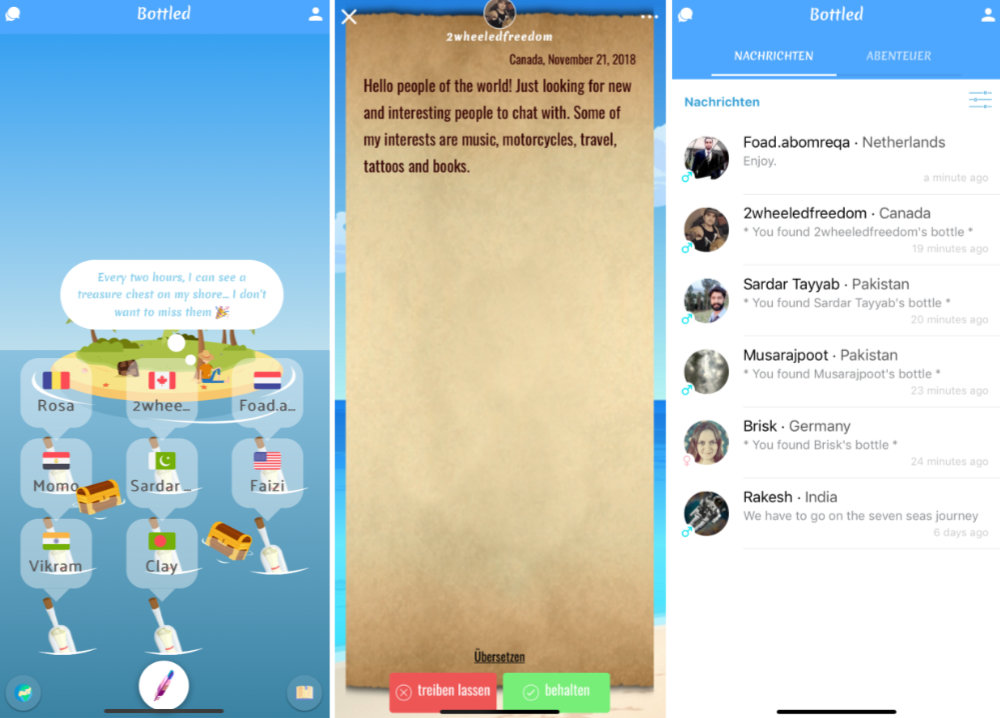 Bottled
Every two hours, I can see a
treasure chest on my shore... I don't
want to miss them 🎉
Rosa
2whee...
Foad.a...
Momo
Sardar ...
Faizi
Vikram
Clay
2wheeledfreedom
Canada, November 21, 2018
Hello people of the world! Just looking for new
and interesting people to chat with. Some of
my interests are music, motorcycles, travel,
tattoos and books.
Übersetzen
treiben lassen
behalten
Bottled
NACHRICHTEN
ABENTEUER
Nachrichten
Foad.abomreqa · Netherlands
Enjoy.
a minute ago
2wheeledfreedom · Canada
* You found 2wheeledfreedom's bottle *
19 minutes ago
Sardar Tayyab · Pakistan
* You found Sardar Tayyab's bottle *
20 minutes ago
Musarajpoot · Pakistan
* You found Musarajpoot's bottle *
23 minutes ago
Brisk · Germany
* You found Brisk's bottle *
24 minutes ago
Rakesh · India
We have to go on the seven seas journey
6 days ago